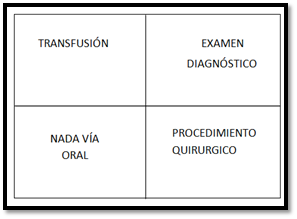 TRANSFUSIÓN
EXAMEN
DIAGNÓSTICO
NADA VÍA
ORAL
PROCEDIMIENTO
QUIRURGICO